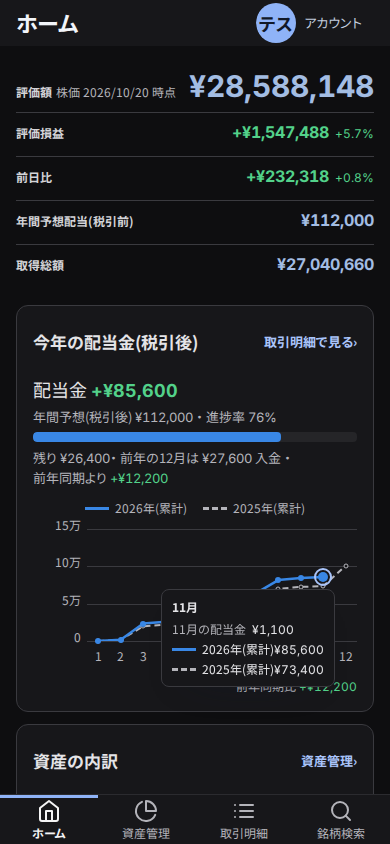 ホーム
テス アカウント
評価額 株価 2026/10/20 時点 ¥28,588,148
評価損益 +¥1,547,488 +5.7%
前日比 +¥232,318 +0.8%
年間予想配当(税引前) ¥112,000
取得総額 ¥27,040,660
今年の配当金(税引後) 取引明細で見る›
配当金 +¥85,600
年間予想(税引後) ¥112,000・進捗率 76%
残り ¥26,400・前年の12月は ¥27,600 入金・
前年同期より +¥12,200
2026年(累計) 2025年(累計)
15万
10万
5万
0
1 2 3 12
11月
11月の配当金 ¥1,100
2026年(累計)¥85,600
2025年(累計)¥73,400
前年同期比 +¥12,200
資産の内訳 資産管理›
ホーム 資産管理 取引明細 銘柄検索